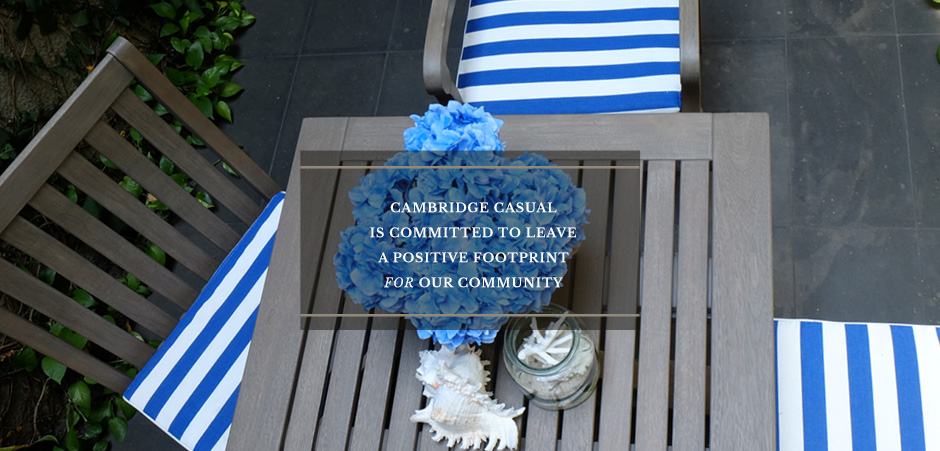 CAMBRIDGE CASUAL
IS COMMITTED TO LEAVE
A POSITIVE FOOTPRINT
FOR OUR COMMUNITY